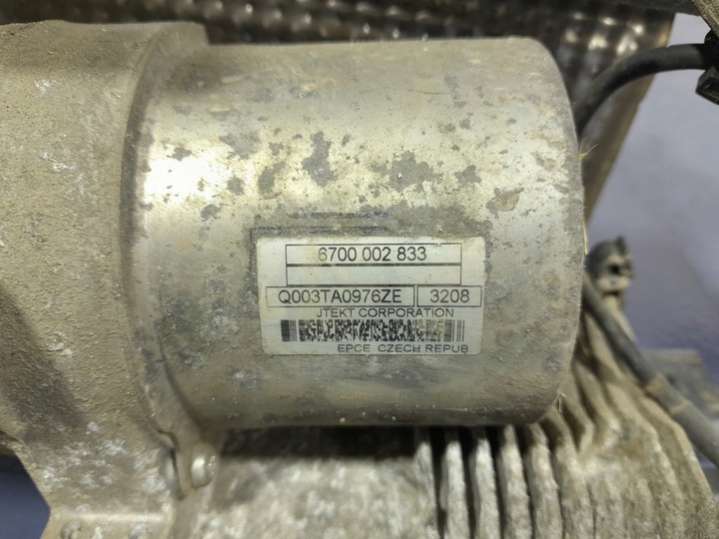 6700 002 833
Q003TA0976ZE 3208
JTEKT CORPORATION
EPCE CZECH REPUB